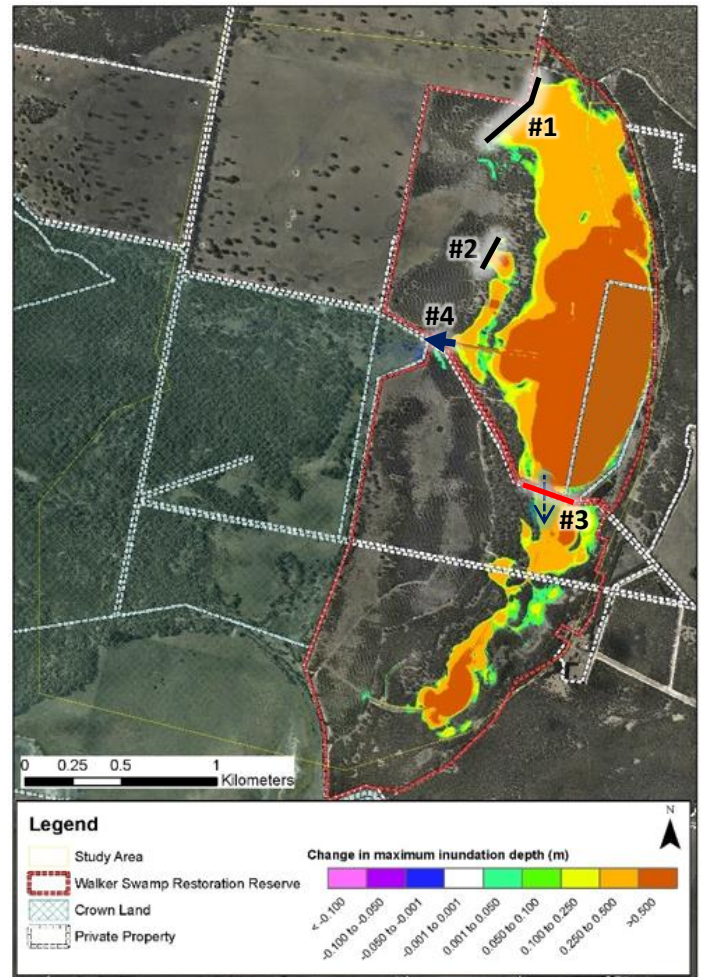 #1
#2
#4
#3
0 0.25 0.5 1
Kilometers
N
Legend
Study Area
Walker Swamp Restoration Reserve
Crown Land
Private Property
Change in maximum inundation depth (m)
< -0.100
-0.100 to -0.050
-0.050 to -0.001
-0.001 to 0.001
0.001 to 0.050
0.050 to 0.100
0.100 to 0.250
0.250 to 0.500
>0.500